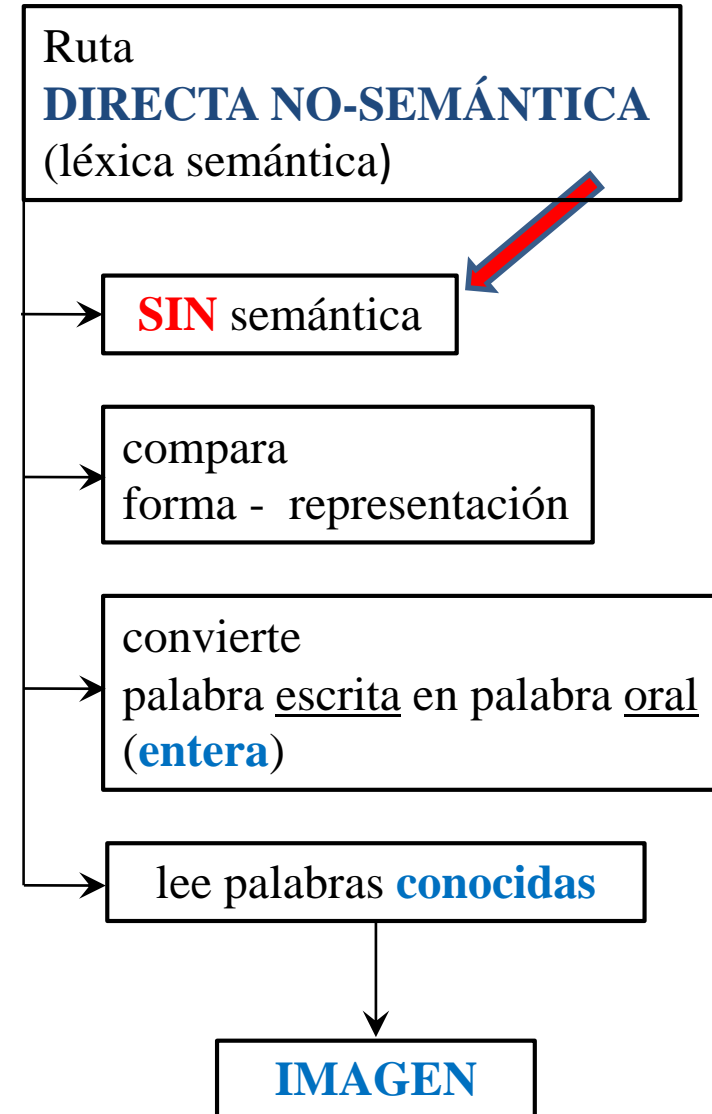 Ruta
DIRECTA NO-SEMÁNTICA
(léxica semántica)
SIN semántica
compara
forma - representación
convierte
palabra escrita en palabra oral
(entera)
lee palabras conocidas
IMAGEN